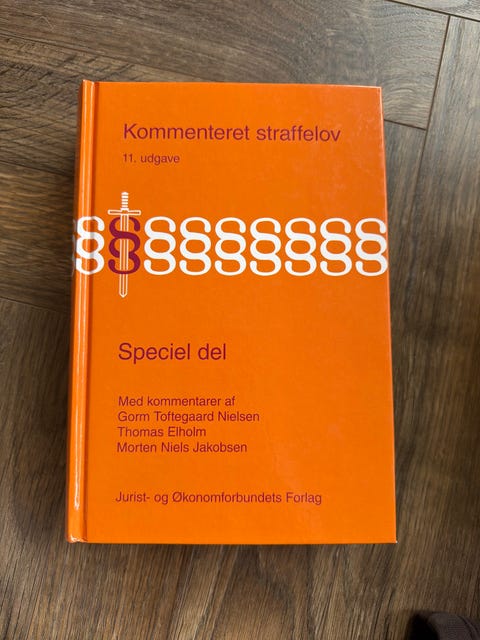 Kommenteret straffelov
11. udgave
§ § § § § § § §
Speciel del
Med kommentarer af
Gorm Toftegaard Nielsen
Thomas Elholm
Morten Niels Jakobsen
Jurist- og Økonomforbundets Forlag